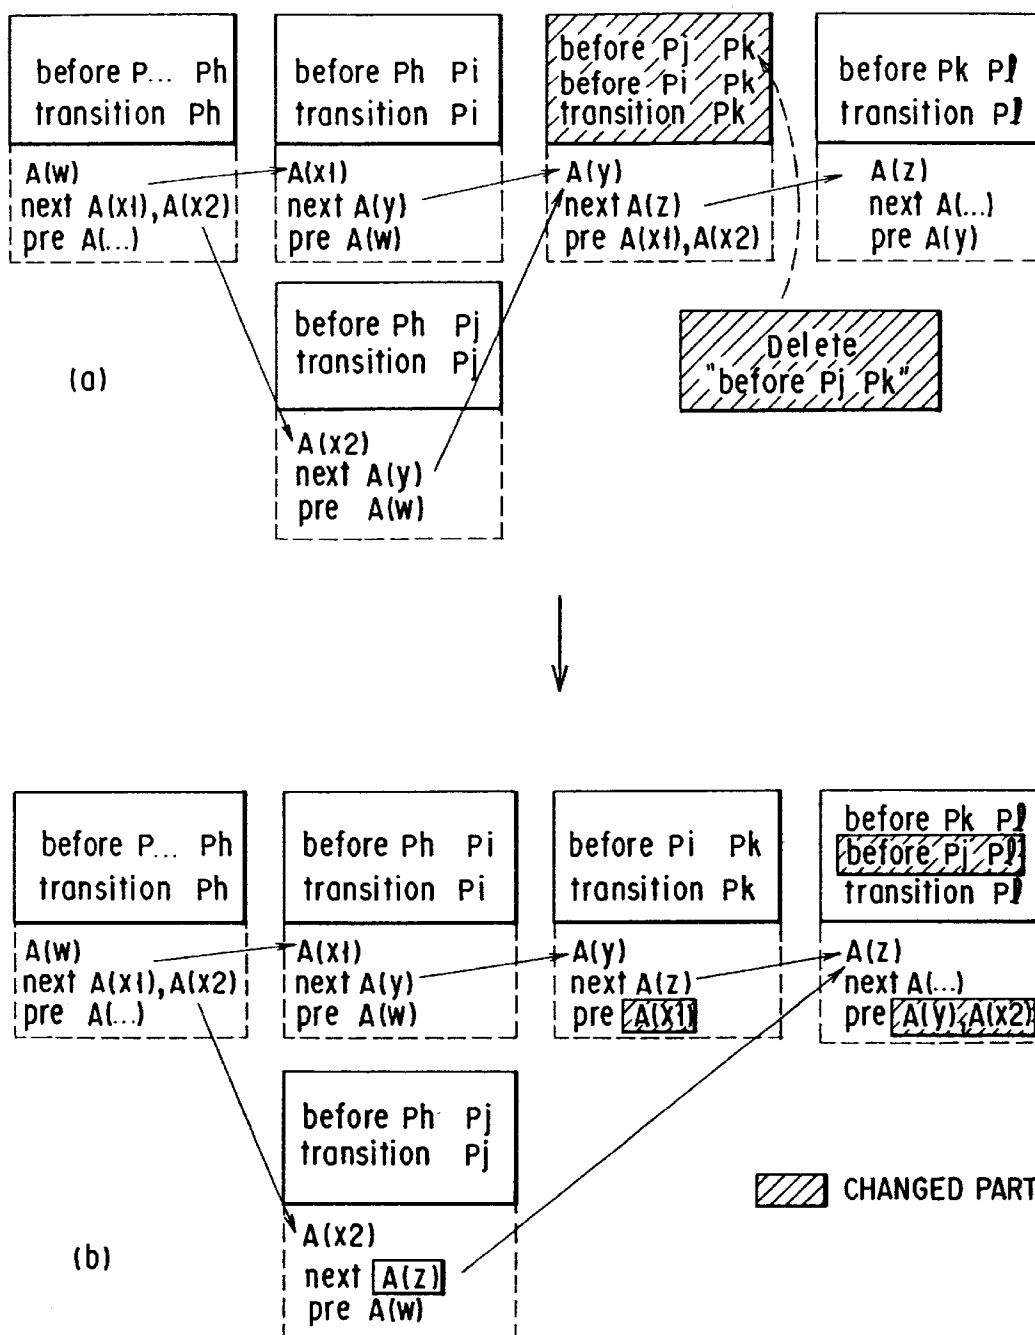 before P... Ph
transition Ph
A(w)
next A(x1),A(x2)
pre A(...)
before Ph Pi
transition Pi
A(x1)
next A(y)
pre A(w)
before Pj Pk
before Pi Pk
transition Pk
A(y)
next A(z)
pre A(x1),A(x2)
before Pk Pl
transition Pl
A(z)
next A(...)
pre A(y)
before Ph Pj
transition Pj
A(x2)
next A(y)
pre A(w)
Delete
"before Pj Pk"
(a)
before P... Ph
transition Ph
A(w)
next A(x1),A(x2)
pre A(...)
before Ph Pi
transition Pi
A(x1)
next A(y)
pre A(w)
before Pi Pk
transition Pk
A(y)
next A(z)
pre A(x1)
before Pk Pl
before Pj Pl
transition Pl
A(z)
next A(...)
pre A(y),A(x2)
before Ph Pj
transition Pj
A(x2)
next A(z)
pre A(w)
CHANGED PART
(b)